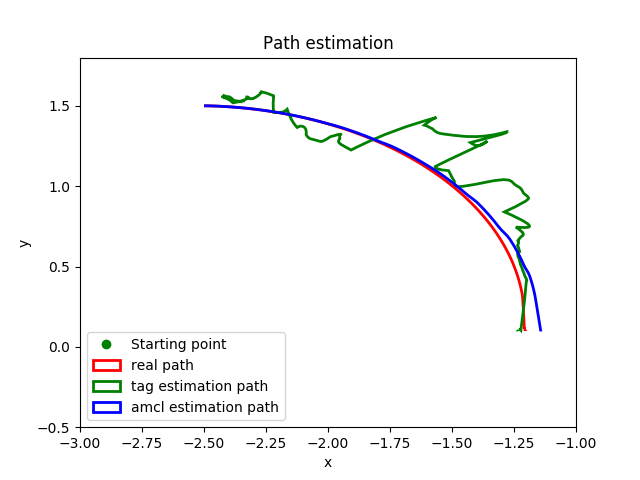 Path estimation
y
1.5
1.0
0.5
0.0
−0.5
Starting point
real path
tag estimation path
amcl estimation path
−3.00 −2.75 −2.50 −2.25 −2.00 −1.75 −1.50 −1.25 −1.00
x